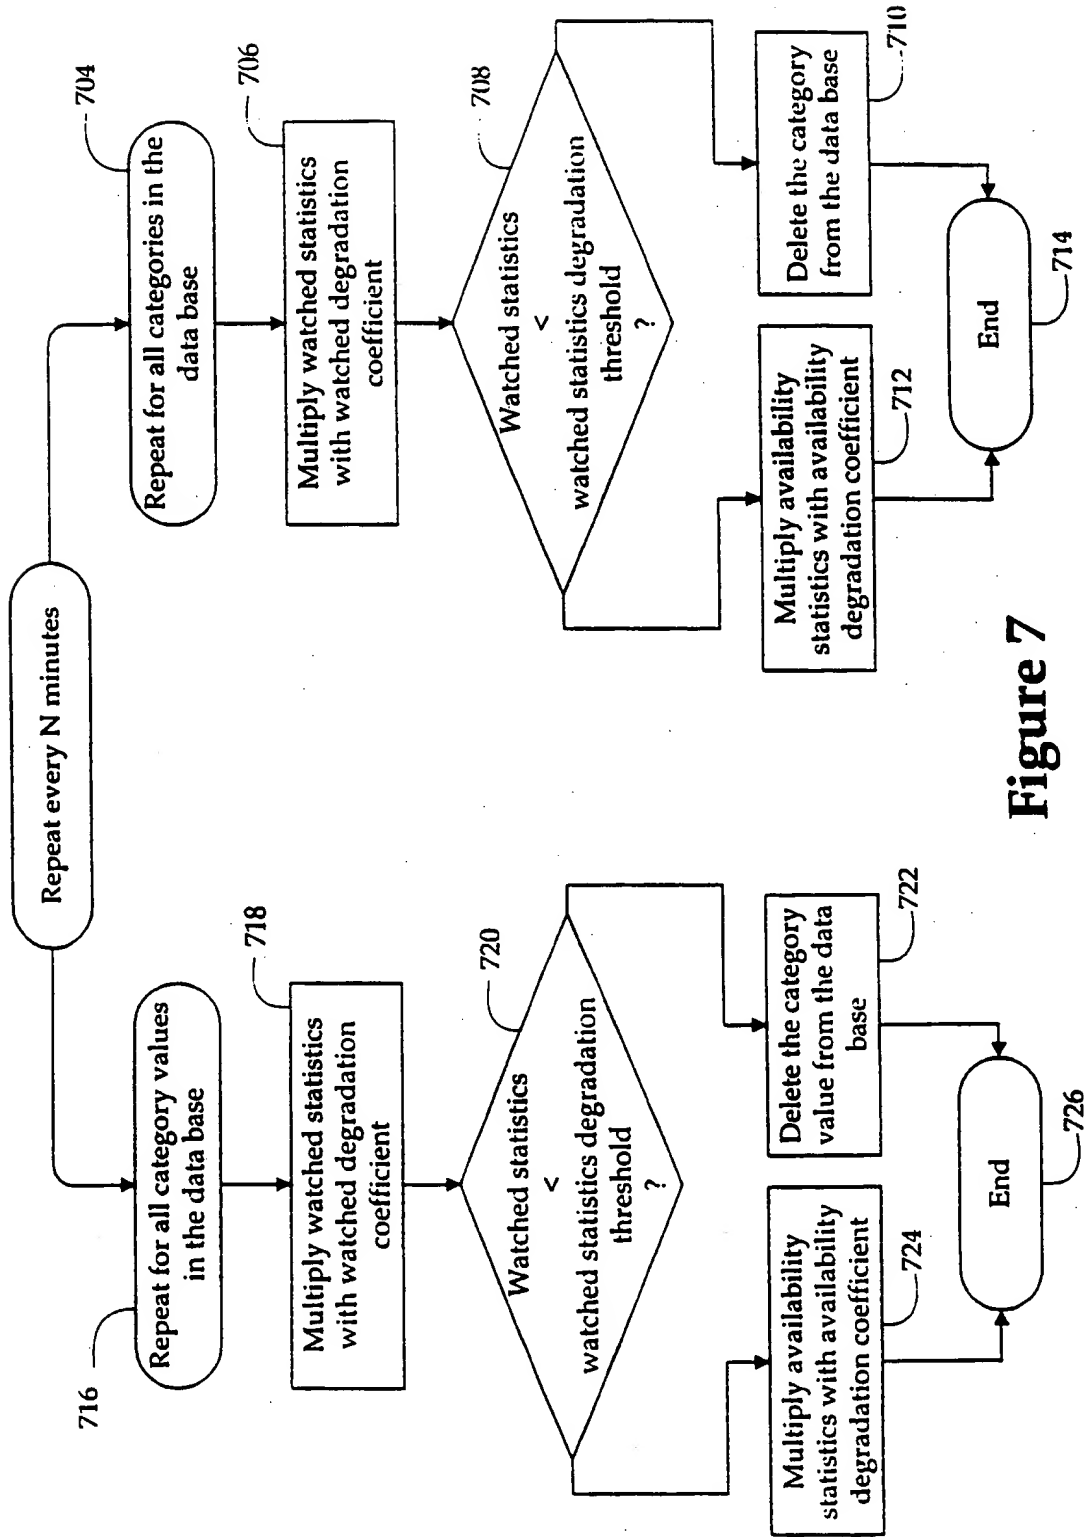 Repeat every N minutes
716
Repeat for all category values
in the data base
718
Multiply watched statistics
with watched degradation
coefficient
720
Watched statistics
<
watched statistics degradation
threshold
?
Multiply availability
statistics with availability
degradation coefficient
724
Delete the category
value from the data
base
722
End
726
704
Repeat for all categories in the
data base
706
Multiply watched statistics
with watched degradation
coefficient
708
Watched statistics
<
watched statistics degradation
threshold
?
Multiply availability
statistics with availability
degradation coefficient
712
Delete the category
from the data base
710
End
714
Figure 7